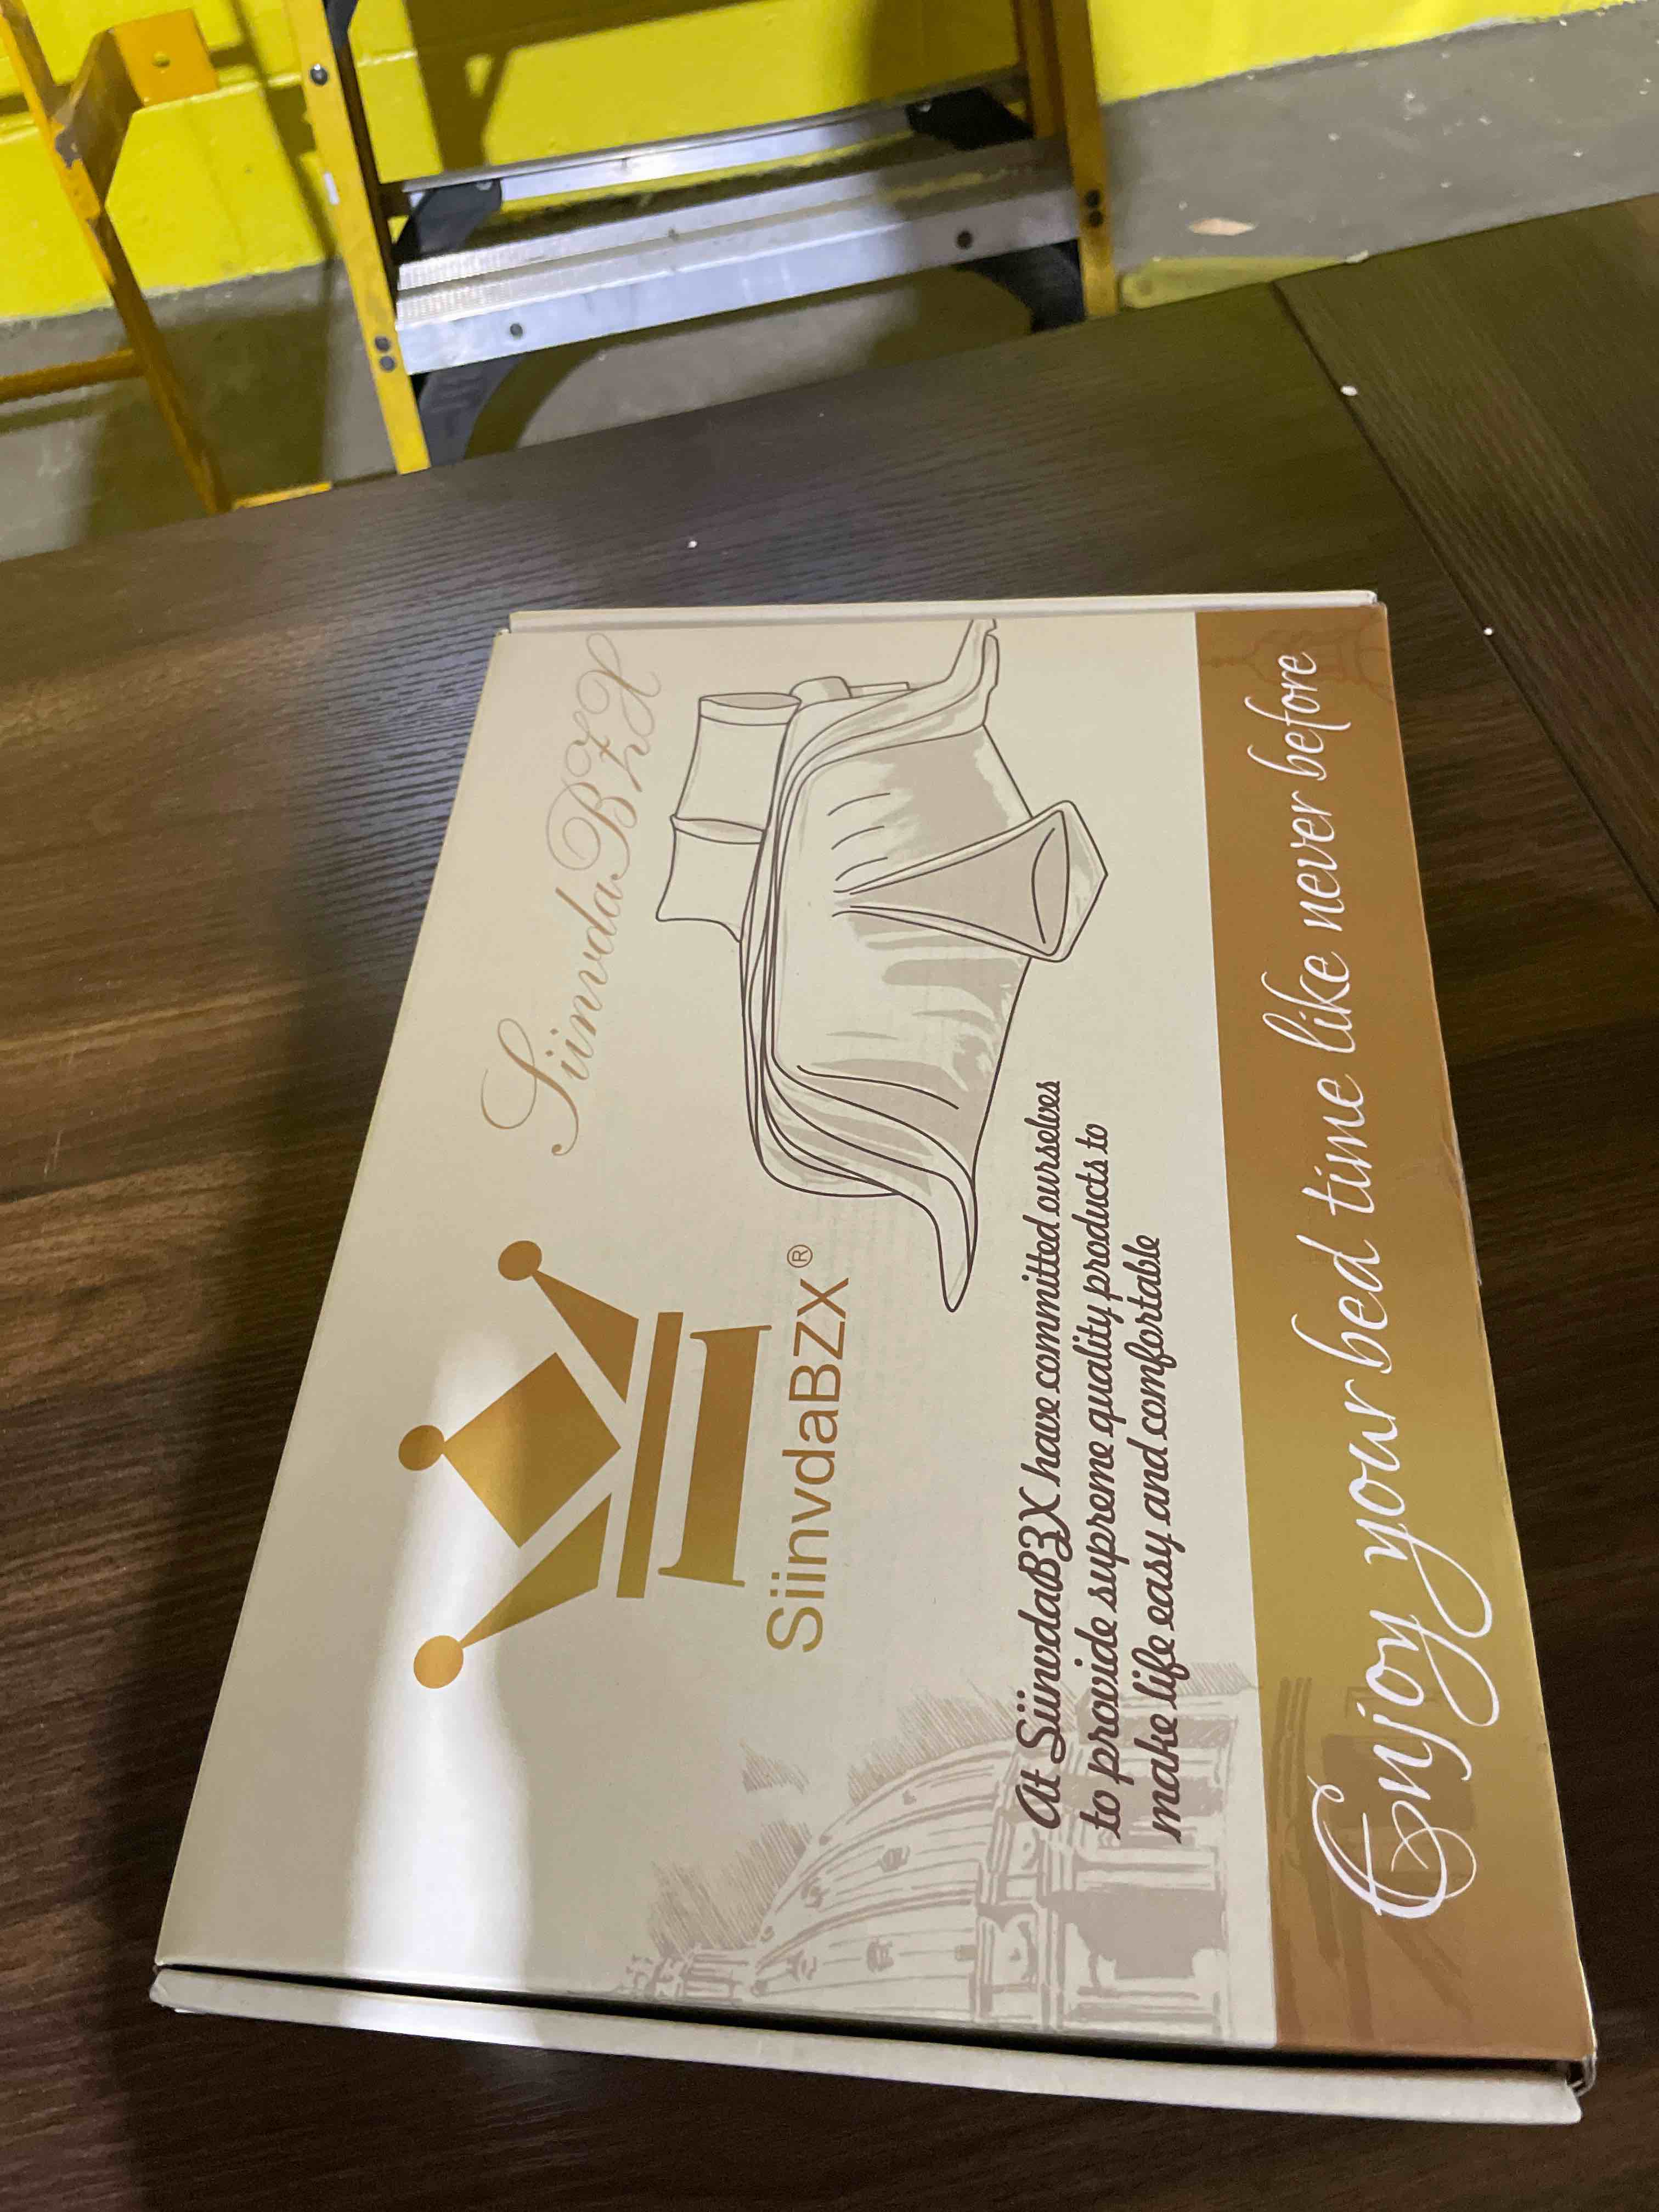 SiinvdaBZX
SiinvdaBZX®
At SiinvdaBZX have committed ourselves
to provide supreme quality products to
make life easy and comfortable
Enjoy your bed time like never before